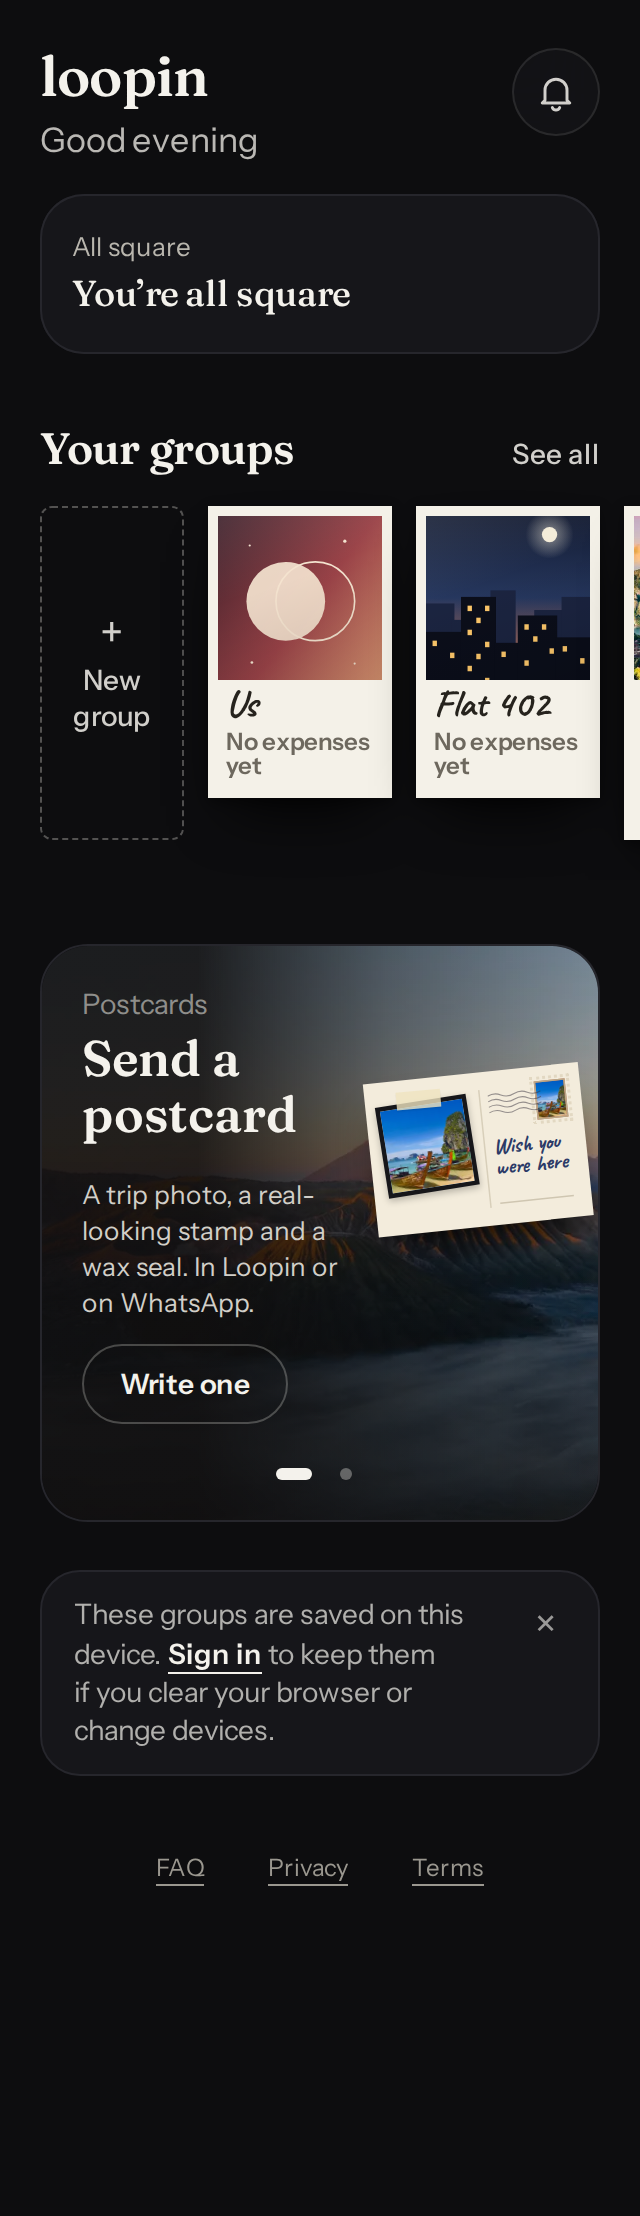 loopin
Good evening
All square
You’re all square
Your groups
See all
+
New
group
Us
No expenses
yet
Flat 402
No expenses
yet
Postcards
Send a
postcard
Wish you
were here
A trip photo, a real-
looking stamp and a
wax seal. In Loopin or
on WhatsApp.
Write one
These groups are saved on this
device. Sign in to keep them
if you clear your browser or
change devices.
×
FAQ
Privacy
Terms